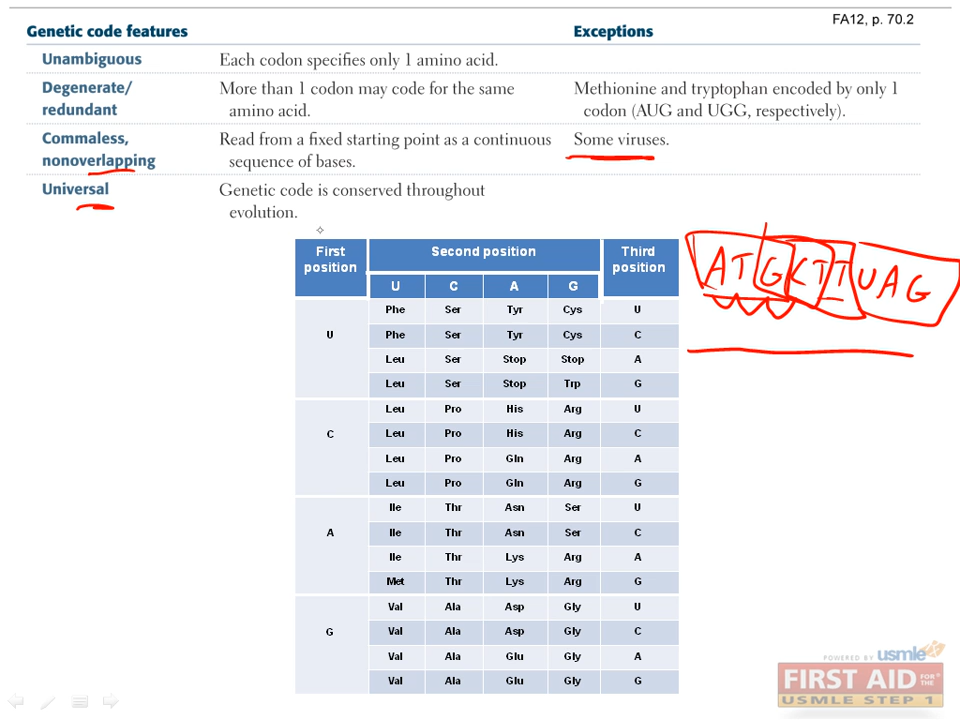 FA12, p. 70.2
Genetic code features Exceptions
Unambiguous Each codon specifies only 1 amino acid.
Degenerate/ More than 1 codon may code for the same Methionine and tryptophan encoded by only 1
redundant amino acid. codon (AUG and UGG, respectively).
Commaless, Read from a fixed starting point as a continuous Some viruses.
nonoverlapping sequence of bases.
Universal Genetic code is conserved throughout
evolution.
First Second position Third
position position
U C A G
Phe Ser Tyr Cys U
U Phe Ser Tyr Cys C
Leu Ser Stop Stop A
Leu Ser Stop Trp G
Leu Pro His Arg U
C Leu Pro His Arg C
Leu Pro Gln Arg A
Leu Pro Gln Arg G
Ile Thr Asn Ser U
A Ile Thr Asn Ser C
Ile Thr Lys Arg A
Met Thr Lys Arg G
Val Ala Asp Gly U
G Val Ala Asp Gly C
Val Ala Glu Gly A
Val Ala Glu Gly G
ATG UAG
POWERED BY usmle
FIRST AID FOR THE
USMLE STEP 1